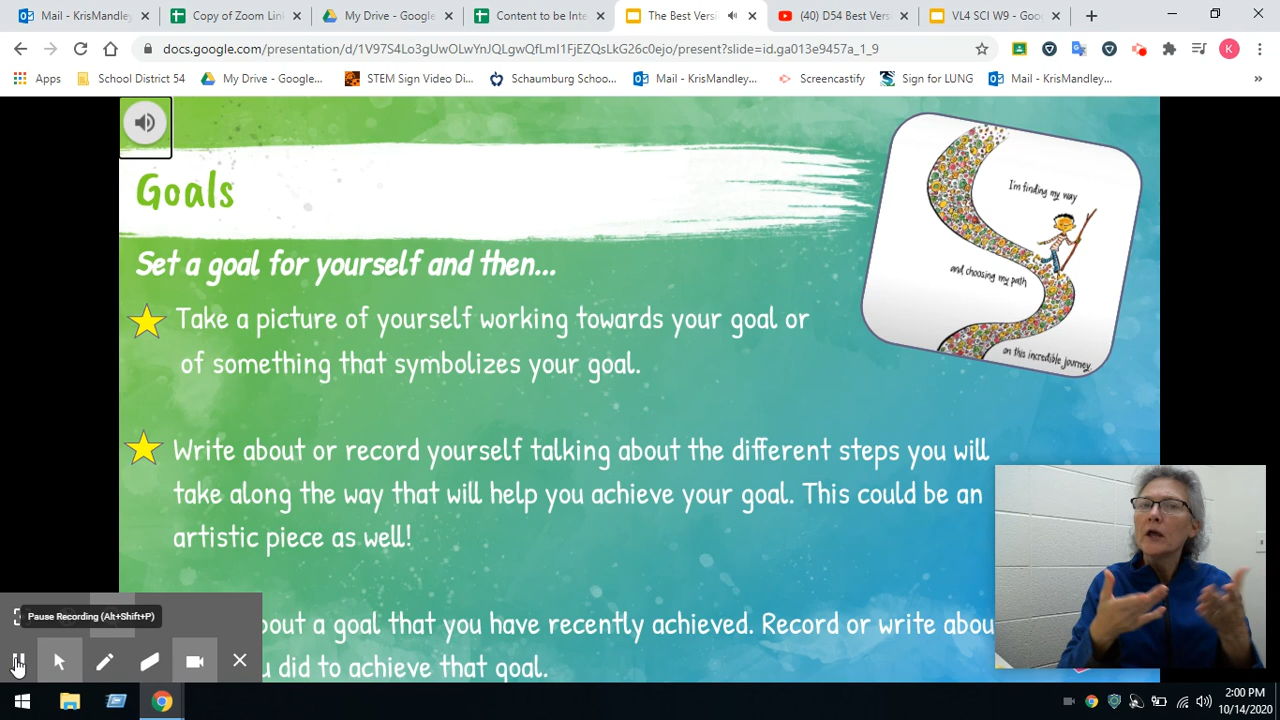 Mail - KrisMandley
Copy of Zoom Lin
My Drive - Google
Content to be Inte
The Best Versi
(40) D54 Best Vers
VL4 SCI W9 - Goo
docs.google.com/presentation/d/1V97S4Lo3gUwOLwYnJQLgwQfLmI1FjEZQsLkG26c0ejo/present?slide=id.ga013e9457a_1_9
K
Apps
School District 54
My Drive - Google...
STEM Sign Video Di...
Schaumburg Schoo...
Mail - KrisMandley...
Screencastify
Sign for LUNG
Mail - KrisMandley...
»
Goals
I'm finding my way
and choosing my path
on this incredible journey
Set a goal for yourself and then...
Take a picture of yourself working towards your goal or
of something that symbolizes your goal.
Write about or record yourself talking about the different steps you will
take along the way that will help you achieve your goal. This could be an
artistic piece as well!
Pause Recording (Alt+Shift+P)
bout a goal that you have recently achieved. Record or write abou
u did to achieve that goal.
2:00 PM
10/14/2020